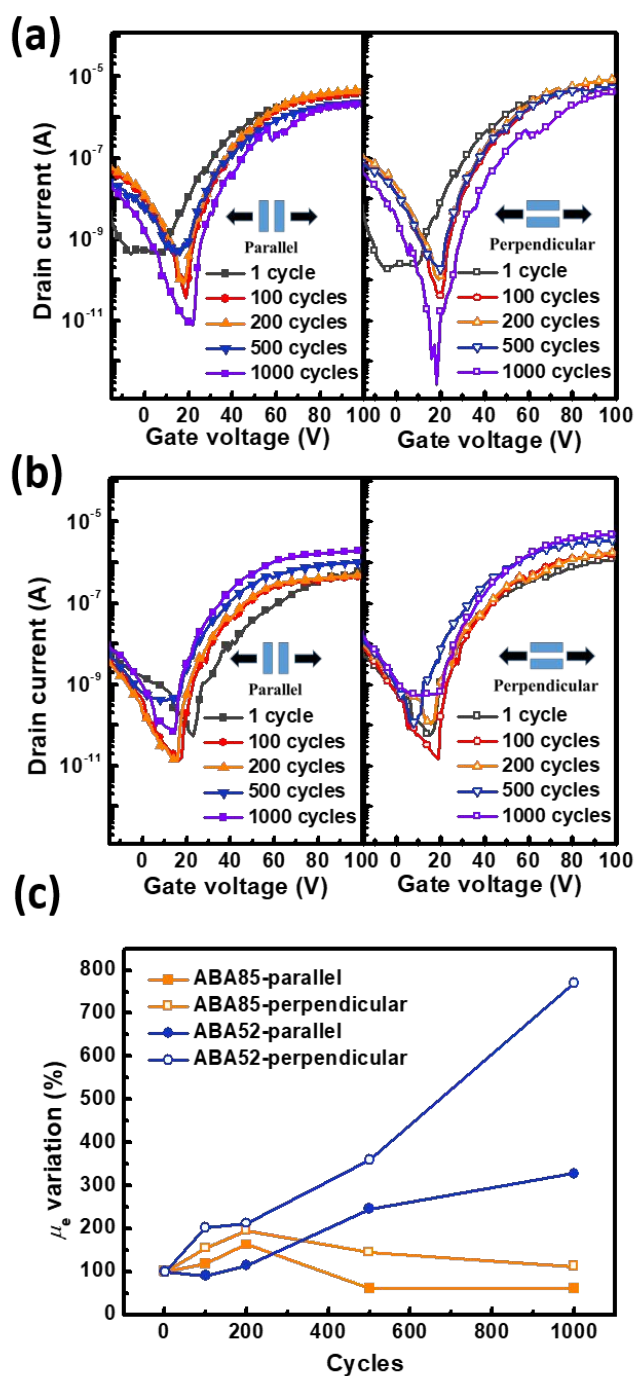 (a)
Drain current (A)
10-5
10-7
10-9
10-11
Parallel
1 cycle
100 cycles
200 cycles
500 cycles
1000 cycles
0 20 40 60 80 100
Gate voltage (V)
Perpendicular
1 cycle
100 cycles
200 cycles
500 cycles
1000 cycles
0 20 40 60 80 100
Gate voltage (V)
(b)
Drain current (A)
10-5
10-7
10-9
10-11
Parallel
1 cycle
100 cycles
200 cycles
500 cycles
1000 cycles
0 20 40 60 80 100
Gate voltage (V)
Perpendicular
1 cycle
100 cycles
200 cycles
500 cycles
1000 cycles
0 20 40 60 80 100
Gate voltage (V)
(c)
μe variation (%)
800
700
600
500
400
300
200
100
0
ABA85-parallel
ABA85-perpendicular
ABA52-parallel
ABA52-perpendicular
0 200 400 600 800 1000
Cycles